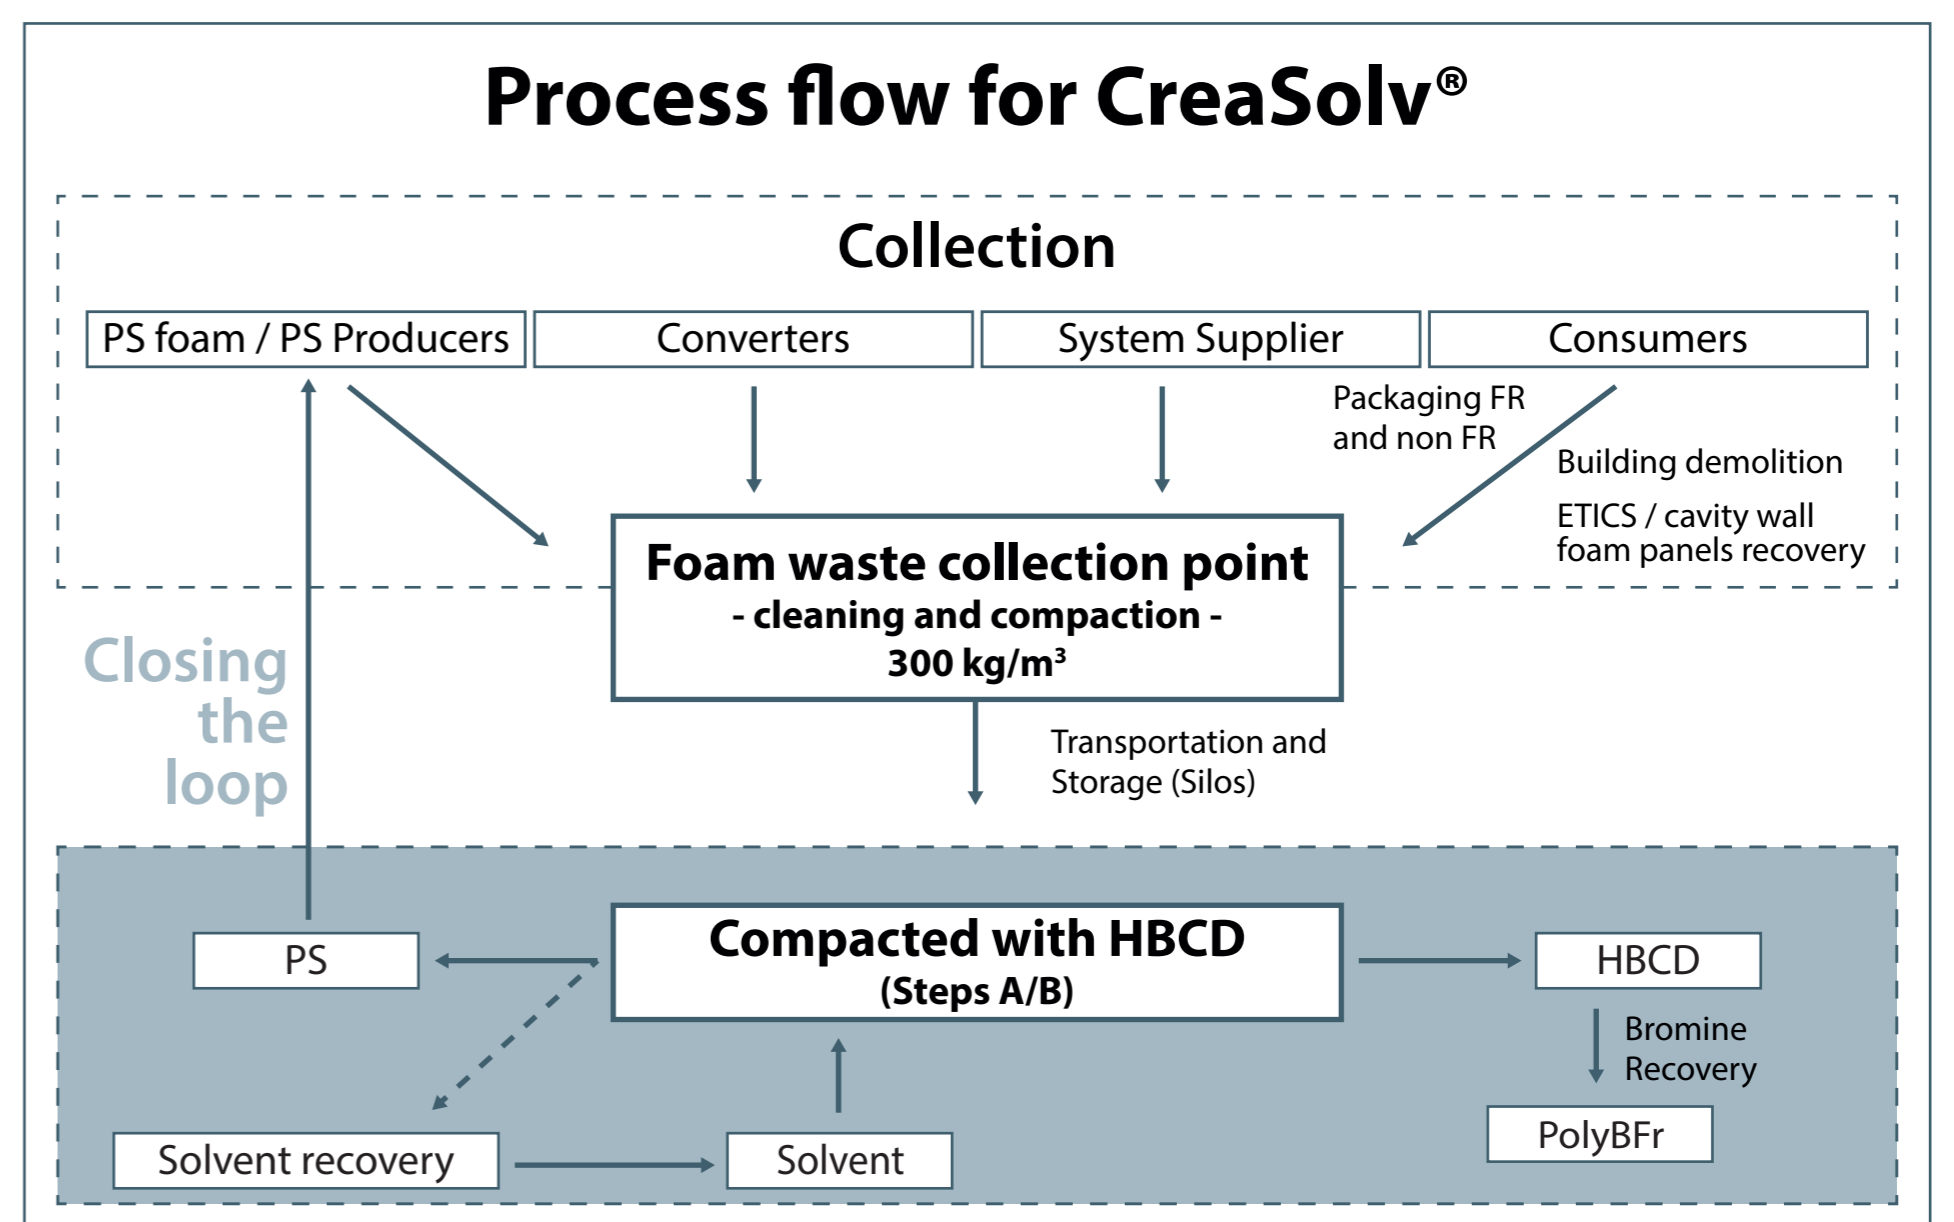 Process flow for CreaSolv®
Collection
PS foam / PS Producers
Converters
System Supplier
Consumers
Packaging FR
and non FR
Building demolition
ETICS / cavity wall
foam panels recovery
Foam waste collection point
- cleaning and compaction -
300 kg/m³
Closing
the
loop
Transportation and
Storage (Silos)
PS
Compacted with HBCD
(Steps A/B)
HBCD
Bromine
Recovery
PolyBFr
Solvent recovery
Solvent